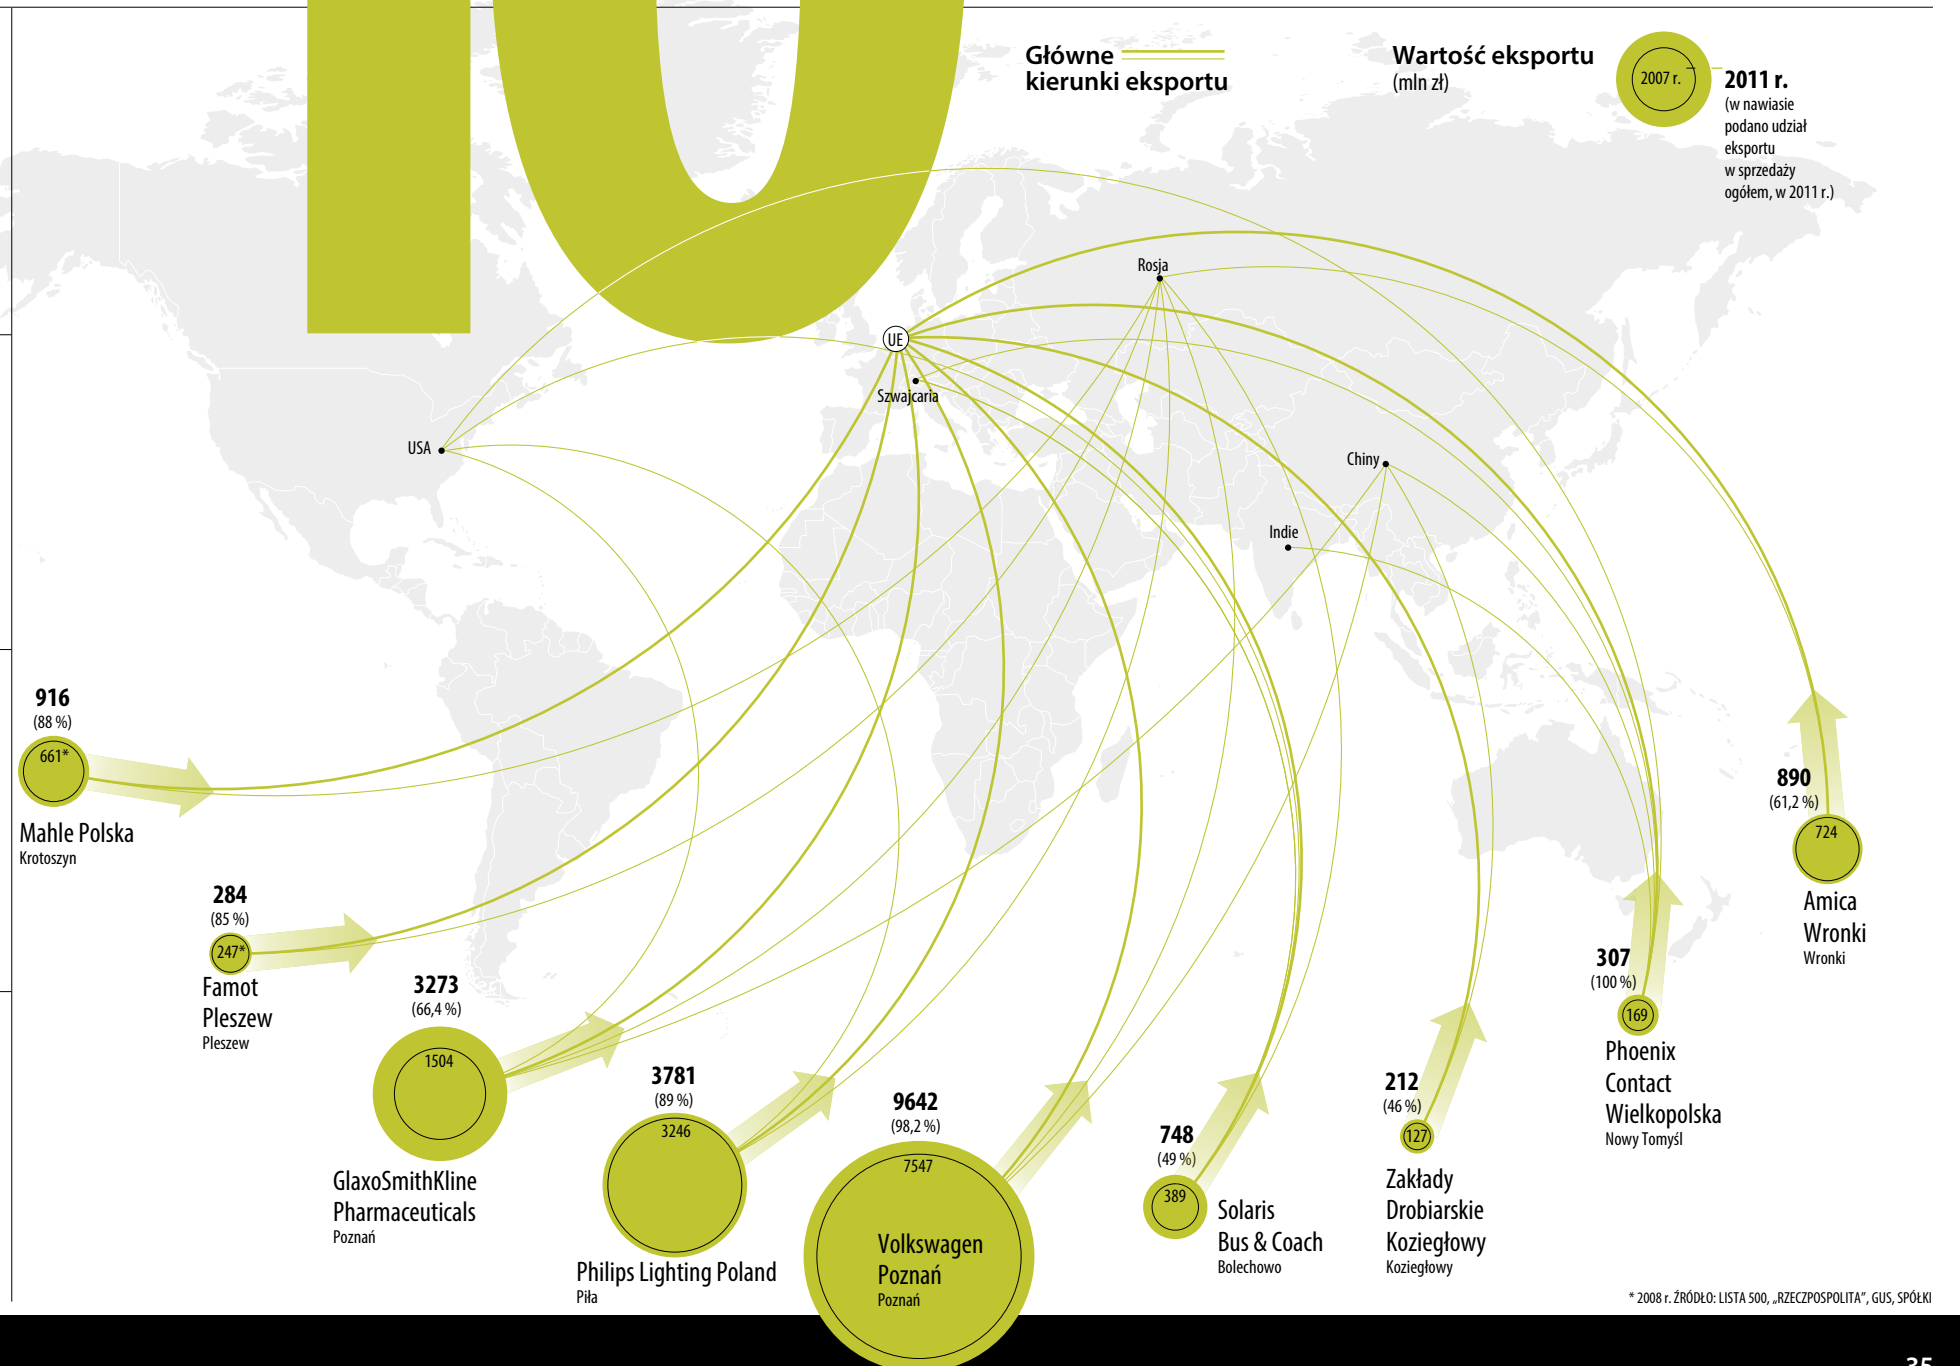 10
Główne
kierunki eksportu
Wartość eksportu
(mln zł)
2007 r.
2011 r.
(w nawiasie
podano udział
eksportu
w sprzedaży
ogółem, w 2011 r.)
Rosja
UE
Szwajcaria
USA
Chiny
Indie
916
(88 %)
661*
Mahle Polska
Krotoszyn
284
(85 %)
247*
Famot
Pleszew
Pleszew
3273
(66,4 %)
1504
GlaxoSmithKline
Pharmaceuticals
Poznań
3781
(89 %)
3246
Philips Lighting Poland
Piła
9642
(98,2 %)
7547
Volkswagen
Poznań
Poznań
748
(49 %)
389
Solaris
Bus & Coach
Bolechowo
212
(46 %)
127
Zakłady
Drobiarskie
Koziegłowy
Koziegłowy
307
(100 %)
169
Phoenix
Contact
Wielkopolska
Nowy Tomyśl
890
(61,2 %)
724
Amica
Wronki
Wronki
* 2008 r. ŹRÓDŁO: LISTA 500, „RZECZPOSPOLITA”, GUS, SPÓŁKI
35